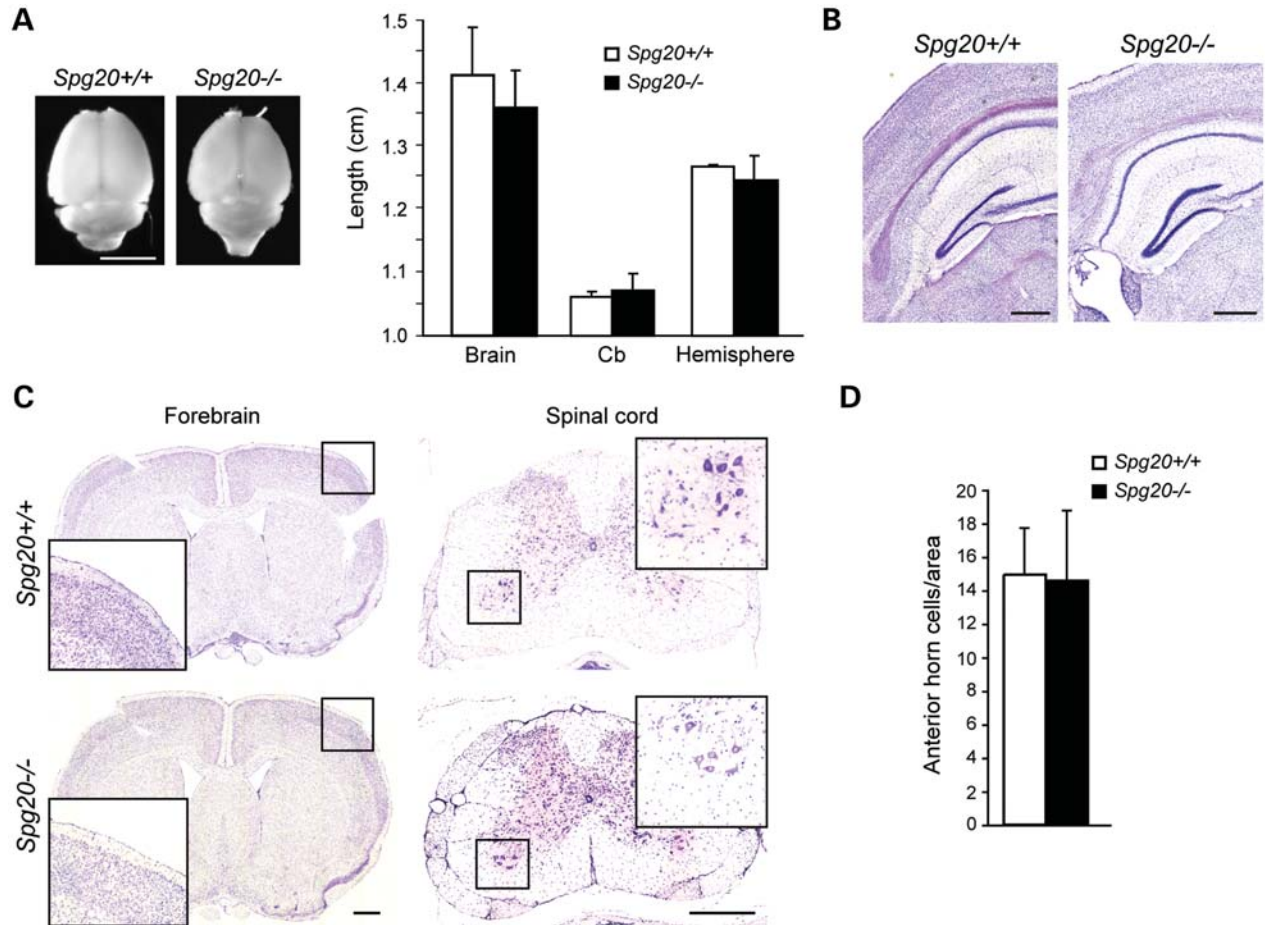 A
Spg20+/+ Spg20-/-
Length (cm)
1.5
1.4
1.3
1.2
1.1
1.0
Spg20+/+
Spg20-/-
Brain Cb Hemisphere
B
Spg20+/+ Spg20-/-
C
Forebrain Spinal cord
Spg20+/+
Spg20-/-
D
Spg20+/+
Spg20-/-
Anterior horn cells/area
20
18
16
14
12
10
8
6
4
2
0